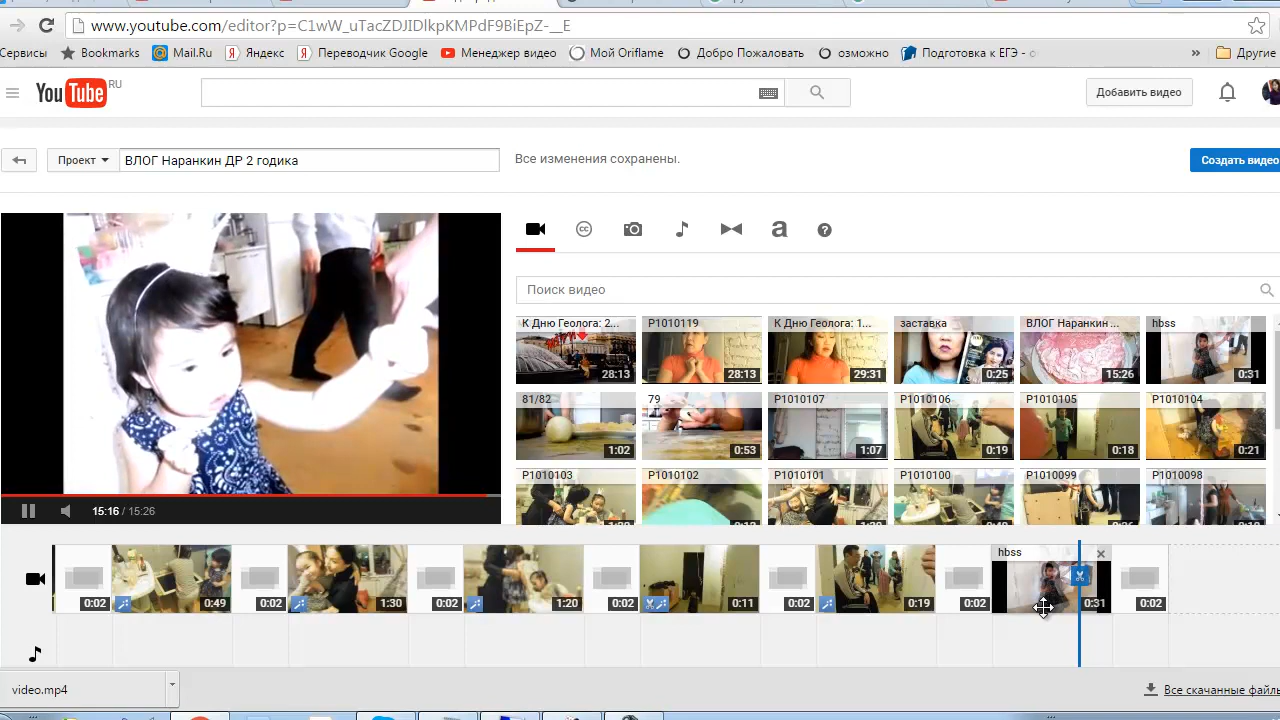 www.youtube.com/editor?p=C1wW_uTacZDJIDlkpKMPdF9BiEpZ-__E
Сервисы Bookmarks Mail.Ru Яндекс Переводчик Google Менеджер видео Мой Oriflame Добро Пожаловать озможно Подготовка к ЕГЭ - » Другие
YouTube RU Добавить видео
Проект ВЛОГ Наранкин ДР 2 годика Все изменения сохранены. Создать видео
Поиск видео
К Дню Геолога: 2... P1010119 К Дню Геолога: 1... заставка ВЛОГ Наранкин ... hbss
28:13 28:13 29:31 0:25 15:26 0:31
81/82 79 P1010107 P1010106 P1010105 P1010104
1:02 0:53 1:07 0:19 0:18 0:21
P1010103 P1010102 P1010101 P1010100 P1010099 P1010098
15:16 / 15:26
hbss
0:02 0:49 0:02 1:30 0:02 1:20 0:02 0:11 0:02 0:19 0:02 0:31 0:02
video.mp4 Все скачанные файлы